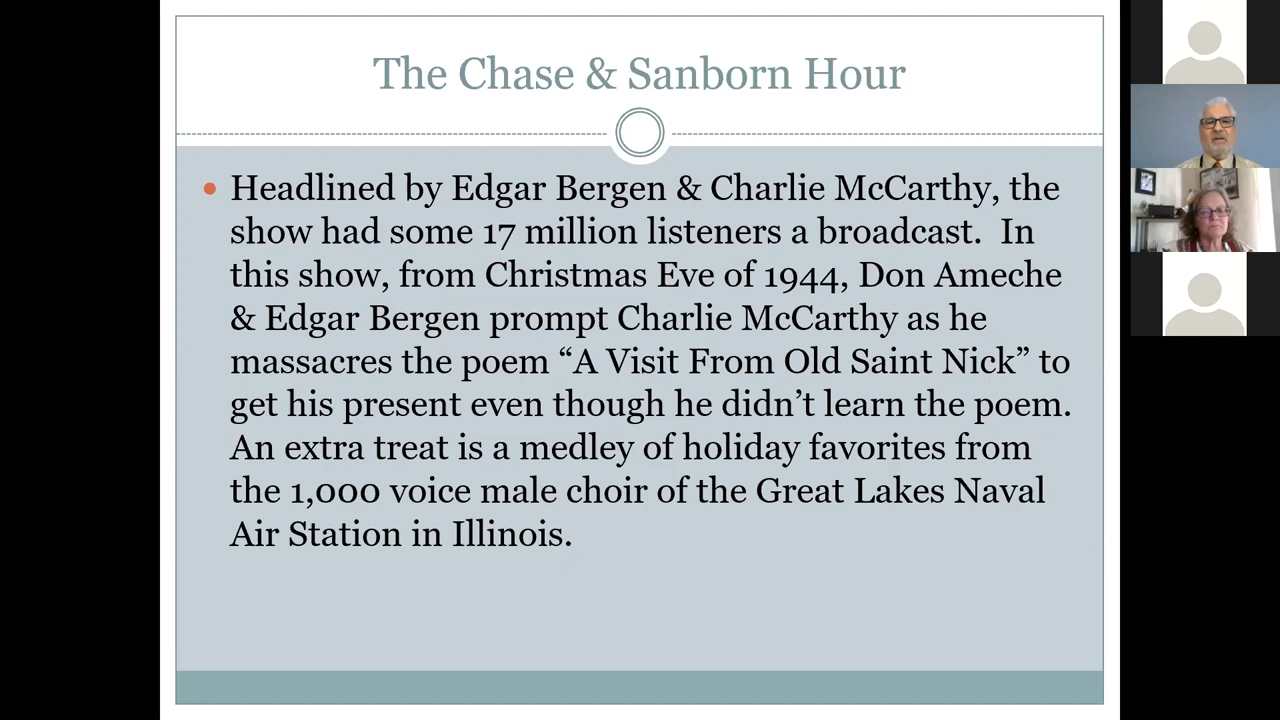 The Chase & Sanborn Hour
• Headlined by Edgar Bergen & Charlie McCarthy, the
show had some 17 million listeners a broadcast.  In
this show, from Christmas Eve of 1944, Don Ameche
& Edgar Bergen prompt Charlie McCarthy as he
massacres the poem “A Visit From Old Saint Nick” to
get his present even though he didn’t learn the poem.
An extra treat is a medley of holiday favorites from
the 1,000 voice male choir of the Great Lakes Naval
Air Station in Illinois.